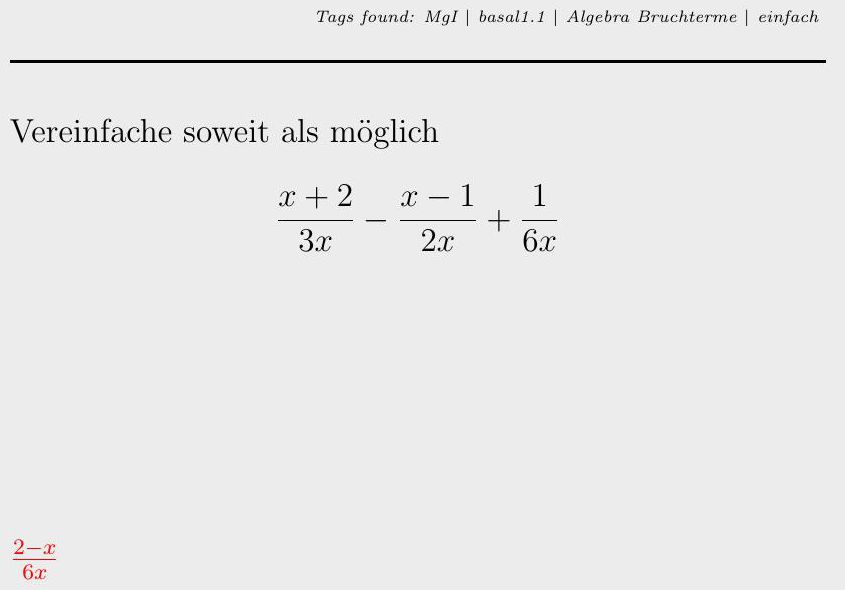 Tags found: MgI | basal1.1 | Algebra Bruchterme | einfach
Vereinfache soweit als möglich
\frac{x+2}{3x} - \frac{x-1}{2x} + \frac{1}{6x}
\frac{2-x}{6x}